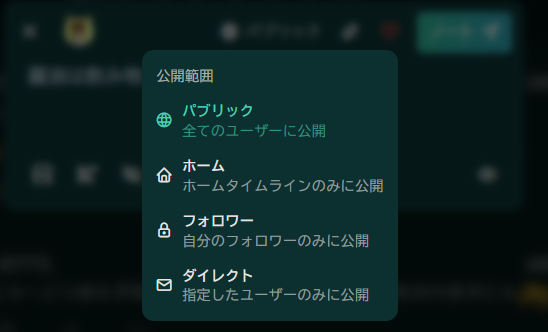 公開範囲
パブリック
全てのユーザーに公開
ホーム
ホームタイムラインのみに公開
フォロワー
自分のフォロワーのみに公開
ダイレクト
指定したユーザーのみに公開